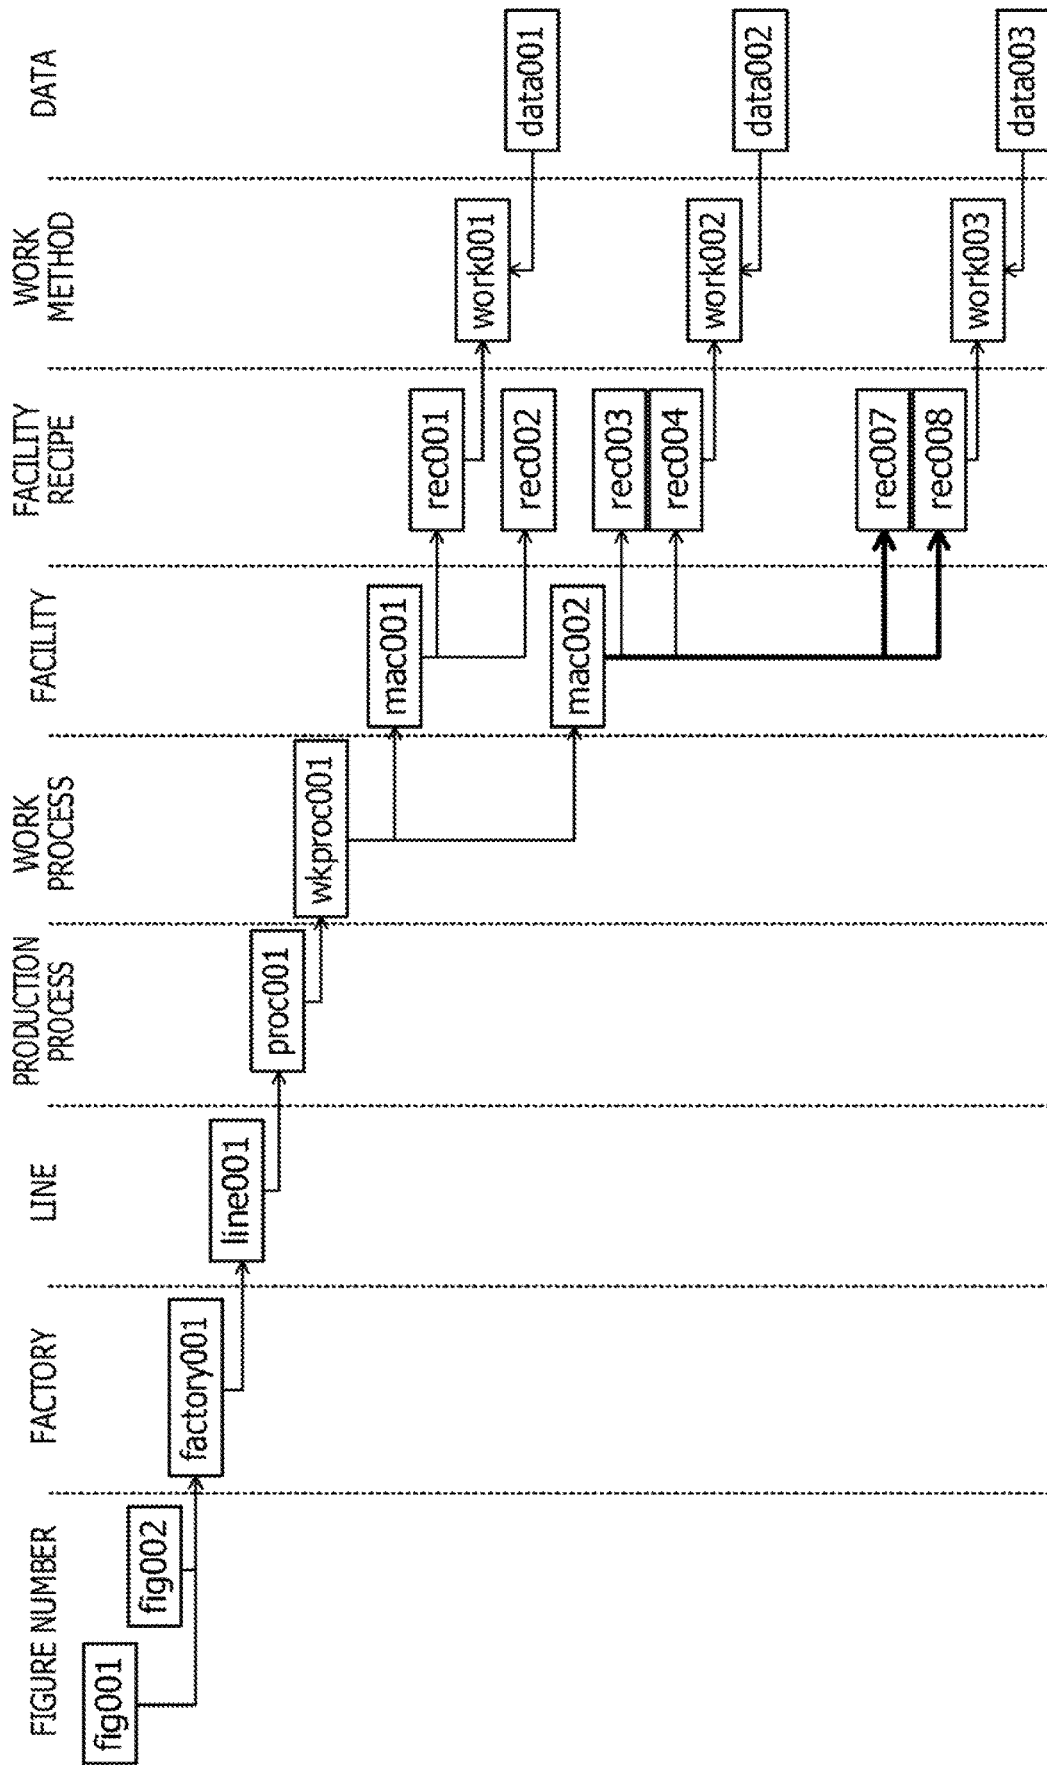 FIGURE NUMBER
FACTORY
LINE
PRODUCTION
PROCESS
WORK
PROCESS
FACILITY
FACILITY
RECIPE
WORK
METHOD
DATA
fig001
fig002
factory001
line001
proc001
wkproc001
mac001
rec001
work001
data001
rec002
mac002
rec003
rec004
work002
data002
rec007
rec008
work003
data003